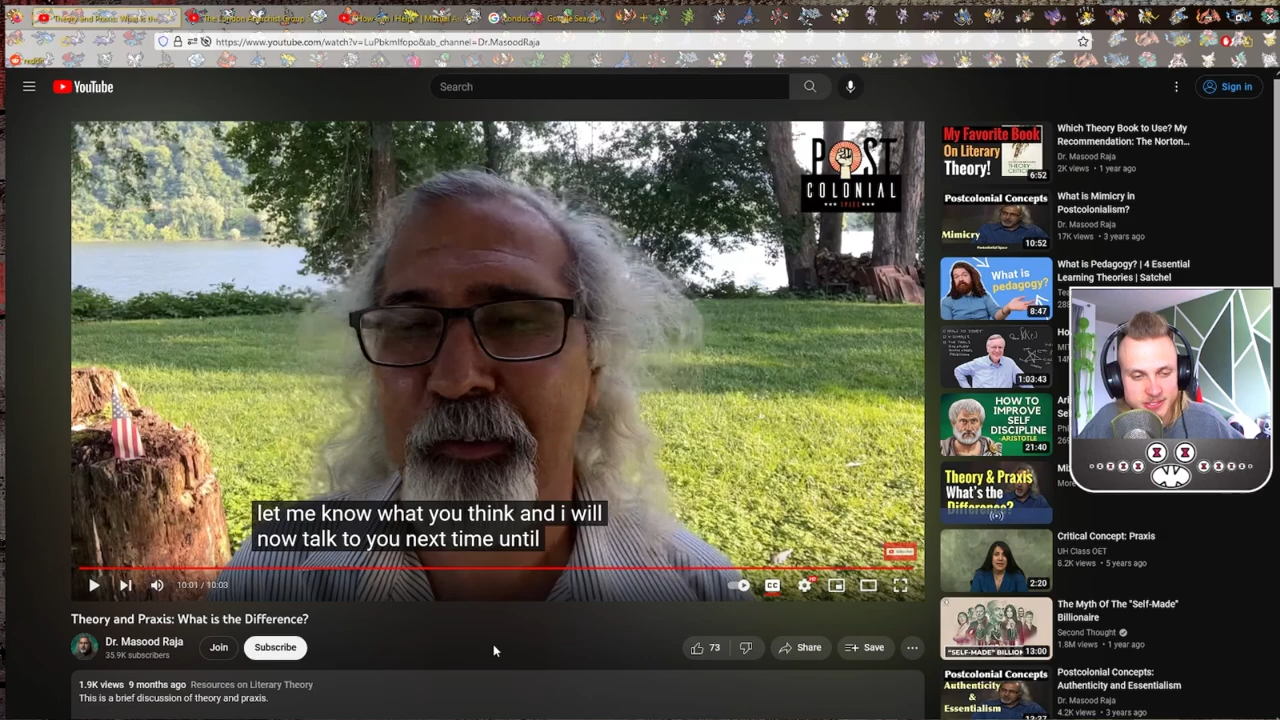 Theory and Praxis: What is the
The London Anarchist Group
How can I Help? | Mutual A
conducive - Google Search
https://www.youtube.com/watch?v=LuPbkmIfopo&ab_channel=Dr.MasoodRaja
reddit
YouTube
Search
Sign in
POST
COLONIAL
let me know what you think and i will
now talk to you next time until
10:01 / 10:03
CC
Theory and Praxis: What is the Difference?
Dr. Masood Raja
35.9K subscribers
Join
Subscribe
73
Share
Save
1.9K views 9 months ago Resources on Literary Theory
This is a brief discussion of theory and praxis.
My Favorite Book
On Literary
Theory!
6:52
Which Theory Book to Use? My
Recommendation: The Norton...
Dr. Masood Raja
2K views • 1 year ago
Postcolonial Concepts
Mimicry
10:52
What is Mimicry in
Postcolonialism?
Dr. Masood Raja
17K views • 3 years ago
What is
pedagogy?
8:47
What is Pedagogy? | 4 Essential
Learning Theories | Satchel
1:03:43
HOW TO
IMPROVE
SELF
DISCIPLINE
ARISTOTLE
21:40
Theory & Praxis
What's the
Difference?
2:20
Critical Concept: Praxis
UH Class OET
8.2K views • 5 years ago
"SELF-MADE" BILLION
13:00
The Myth Of The "Self-Made"
Billionaire
Second Thought
1.8M views • 1 year ago
Postcolonial Concepts
Authenticity
&
Essentialism
Postcolonial Concepts:
Authenticity and Essentialism
Dr. Masood Raja
4.2K views • 3 years ago